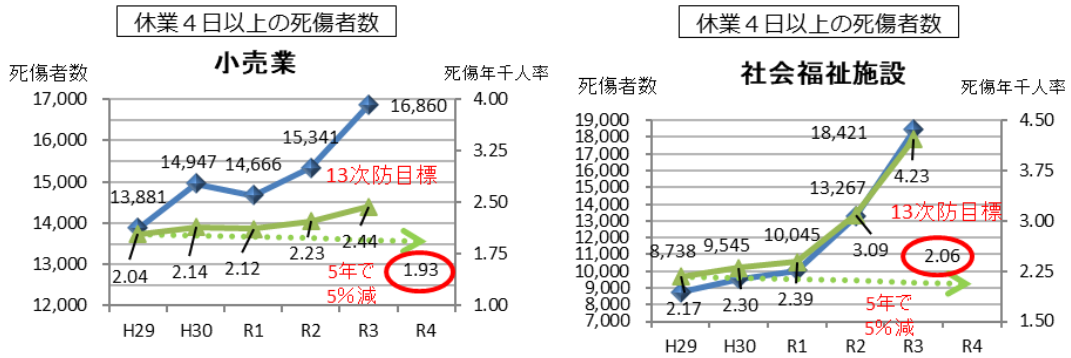 休業４日以上の死傷者数
小売業
死傷者数
死傷年千人率
17,000
16,000
15,000
14,000
13,000
12,000
4.00
3.25
2.50
1.75
1.00
13,881
14,947
14,666
15,341
16,860
13次防目標
2.04
2.14
2.12
2.23
2.44
1.93
5年で
5%減
H29
H30
R1
R2
R3
R4
休業４日以上の死傷者数
社会福祉施設
死傷者数
死傷年千人率
19,000
18,000
17,000
16,000
15,000
14,000
13,000
12,000
11,000
10,000
9,000
8,000
7,000
4.50
3.75
3.00
2.25
1.50
8,738
9,545
10,045
13,267
18,421
4.23
13次防目標
3.09
2.06
2.17
2.30
2.39
5年で
5%減
H29
H30
R1
R2
R3
R4